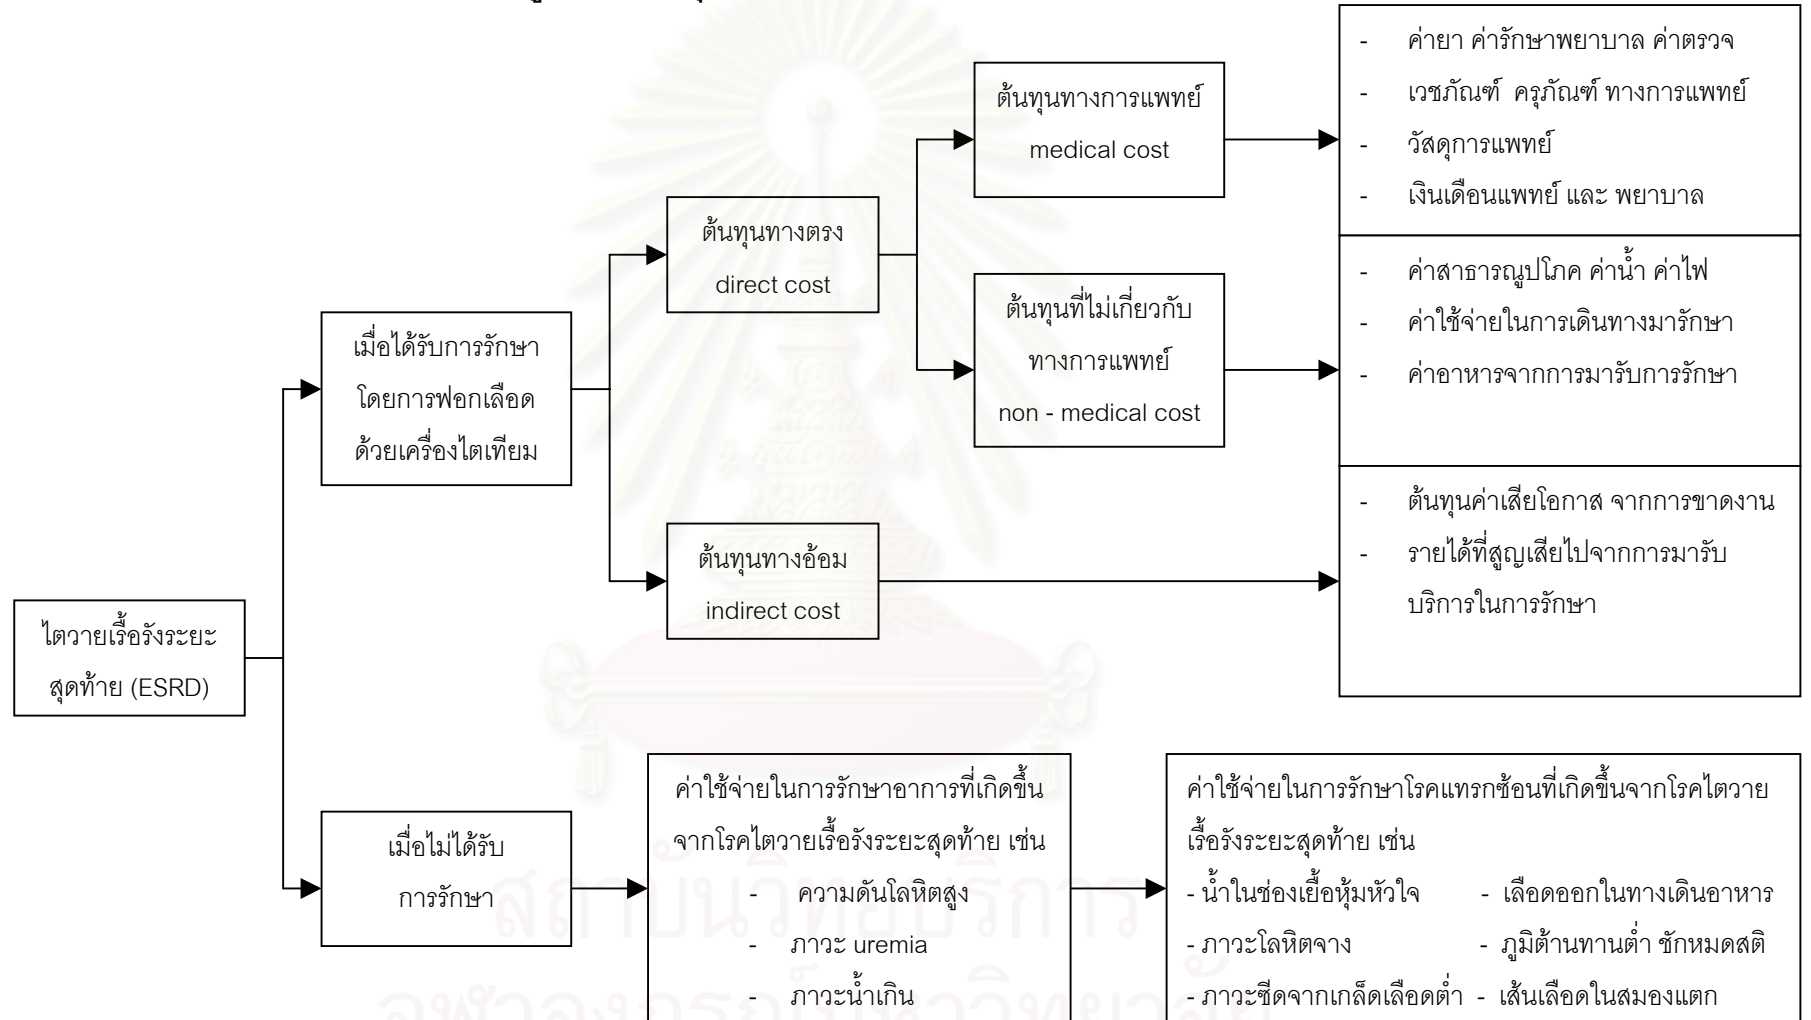 ค่ายา ค่ารักษาพยาบาล ค่าตรวจ
- เวชภัณฑ์ ครุภัณฑ์ ทางการแพทย์
- วัสดุการแพทย์
- เงินเดือนแพทย์ และ พยาบาล
ต้นทุนทางการแพทย์
medical cost
ต้นทุนทางตรง
direct cost
- ค่าสาธารณูปโภค ค่าน้ำ ค่าไฟ
- ค่าใช้จ่ายในการเดินทางมารักษา
- ค่าอาหารจากการมารับการรักษา
ต้นทุนที่ไม่เกี่ยวกับ
ทางการแพทย์
non - medical cost
เมื่อได้รับการรักษา
โดยการฟอกเลือด
ด้วยเครื่องไตเทียม
- ต้นทุนค่าเสียโอกาส จากการขาดงาน
- รายได้ที่สูญเสียไปจากการมารับ
บริการในการรักษา
ต้นทุนทางอ้อม
indirect cost
ไตวายเรื้อรังระยะ
สุดท้าย (ESRD)
เมื่อไม่ได้รับ
การรักษา
ค่าใช้จ่ายในการรักษาอาการที่เกิดขึ้น
จากโรคไตวายเรื้อรังระยะสุดท้าย เช่น
- ความดันโลหิตสูง
- ภาวะ uremia
- ภาวะน้ำเกิน
ค่าใช้จ่ายในการรักษาโรคแทรกซ้อนที่เกิดขึ้นจากโรคไตวาย
เรื้อรังระยะสุดท้าย เช่น
- น้ำในช่องเยื่อหุ้มหัวใจ - เลือดออกในทางเดินอาหาร
- ภาวะโลหิตจาง - ภูมิต้านทานต่ำ ชักหมดสติ
- ภาวะซีดจากเกล็ดเลือดต่ำ - เส้นเลือดในสมองแตก
สถาบันวิทยบริการ
จุฬาลงกรณ์มหาวิทยาลัย